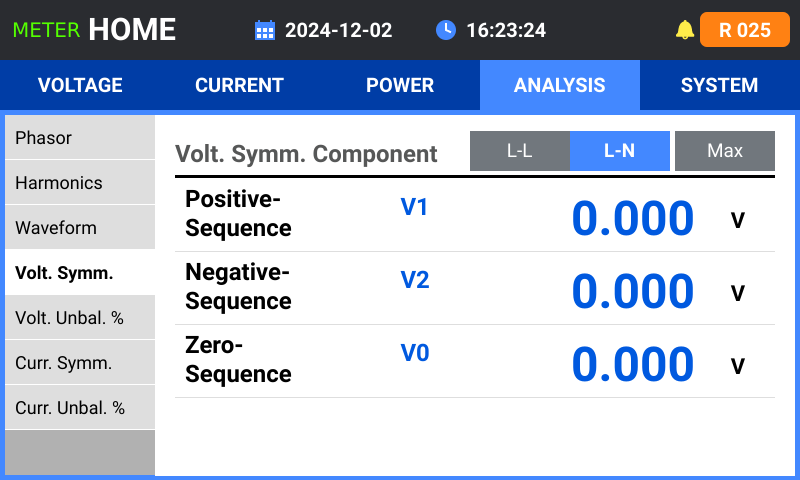 METER HOME 2024-12-02 16:23:24 R 025
VOLTAGE CURRENT POWER ANALYSIS SYSTEM
Phasor
Harmonics
Waveform
Volt. Symm.
Volt. Unbal. %
Curr. Symm.
Curr. Unbal. %
Volt. Symm. Component L-L L-N Max
Positive-
Sequence V1 0.000 V
Negative-
Sequence V2 0.000 V
Zero-
Sequence V0 0.000 V